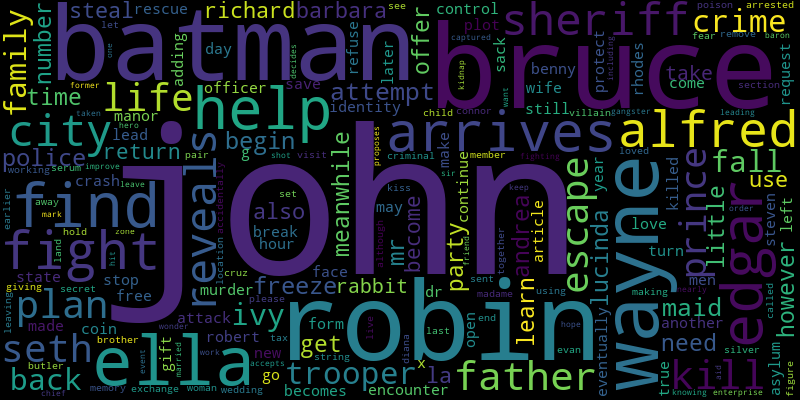 steal rescue richard barbara see control poison arrested
batman bruce sheriff crime
family number let one adding day refuse later offer plot fear remove baron
former decides captured sack benny protect including rhodes take come request
time life help officer save attempt wife still want section
taken manor identity kidnap child connor gangster villain leading
city hero lead g begin arrives alfred
police return pair shot visit criminal make member year loved
working serum improve reveals meanwhile proposes kiss sir fighting killed prince fall
crash leave accidentally set may continue escape little use
find earlier away mark also become andrea article keep love order
fight hold zone land john party lucinda wayne steven left
state stop hit location break hour mr although together turn men called however
giving secret free cruz face freeze rabbit friend sent madame using making nearly edgar
plan made coin murder dr learn maid another
leaving brother attack ivy form robin last open end hope need silver
seth butler gift event robert tax please new get string live diana evan eventually true asylum
back memory married wonder work go trooper x la father kill aid figure
ella exchange woman wedding accepts becomes encounter knowing enterprise
chief